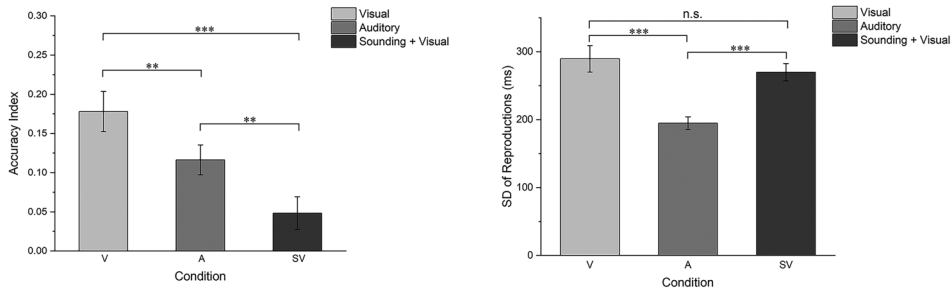 Visual
Auditory
Sounding + Visual
***
**
**
0.30
0.25
0.20
0.15
0.10
0.05
0.00
Accuracy Index
V A SV
Condition
Visual
Auditory
Sounding + Visual
n.s.
*** ***
300
200
100
0
SD of Reproductions (ms)
V A SV
Condition